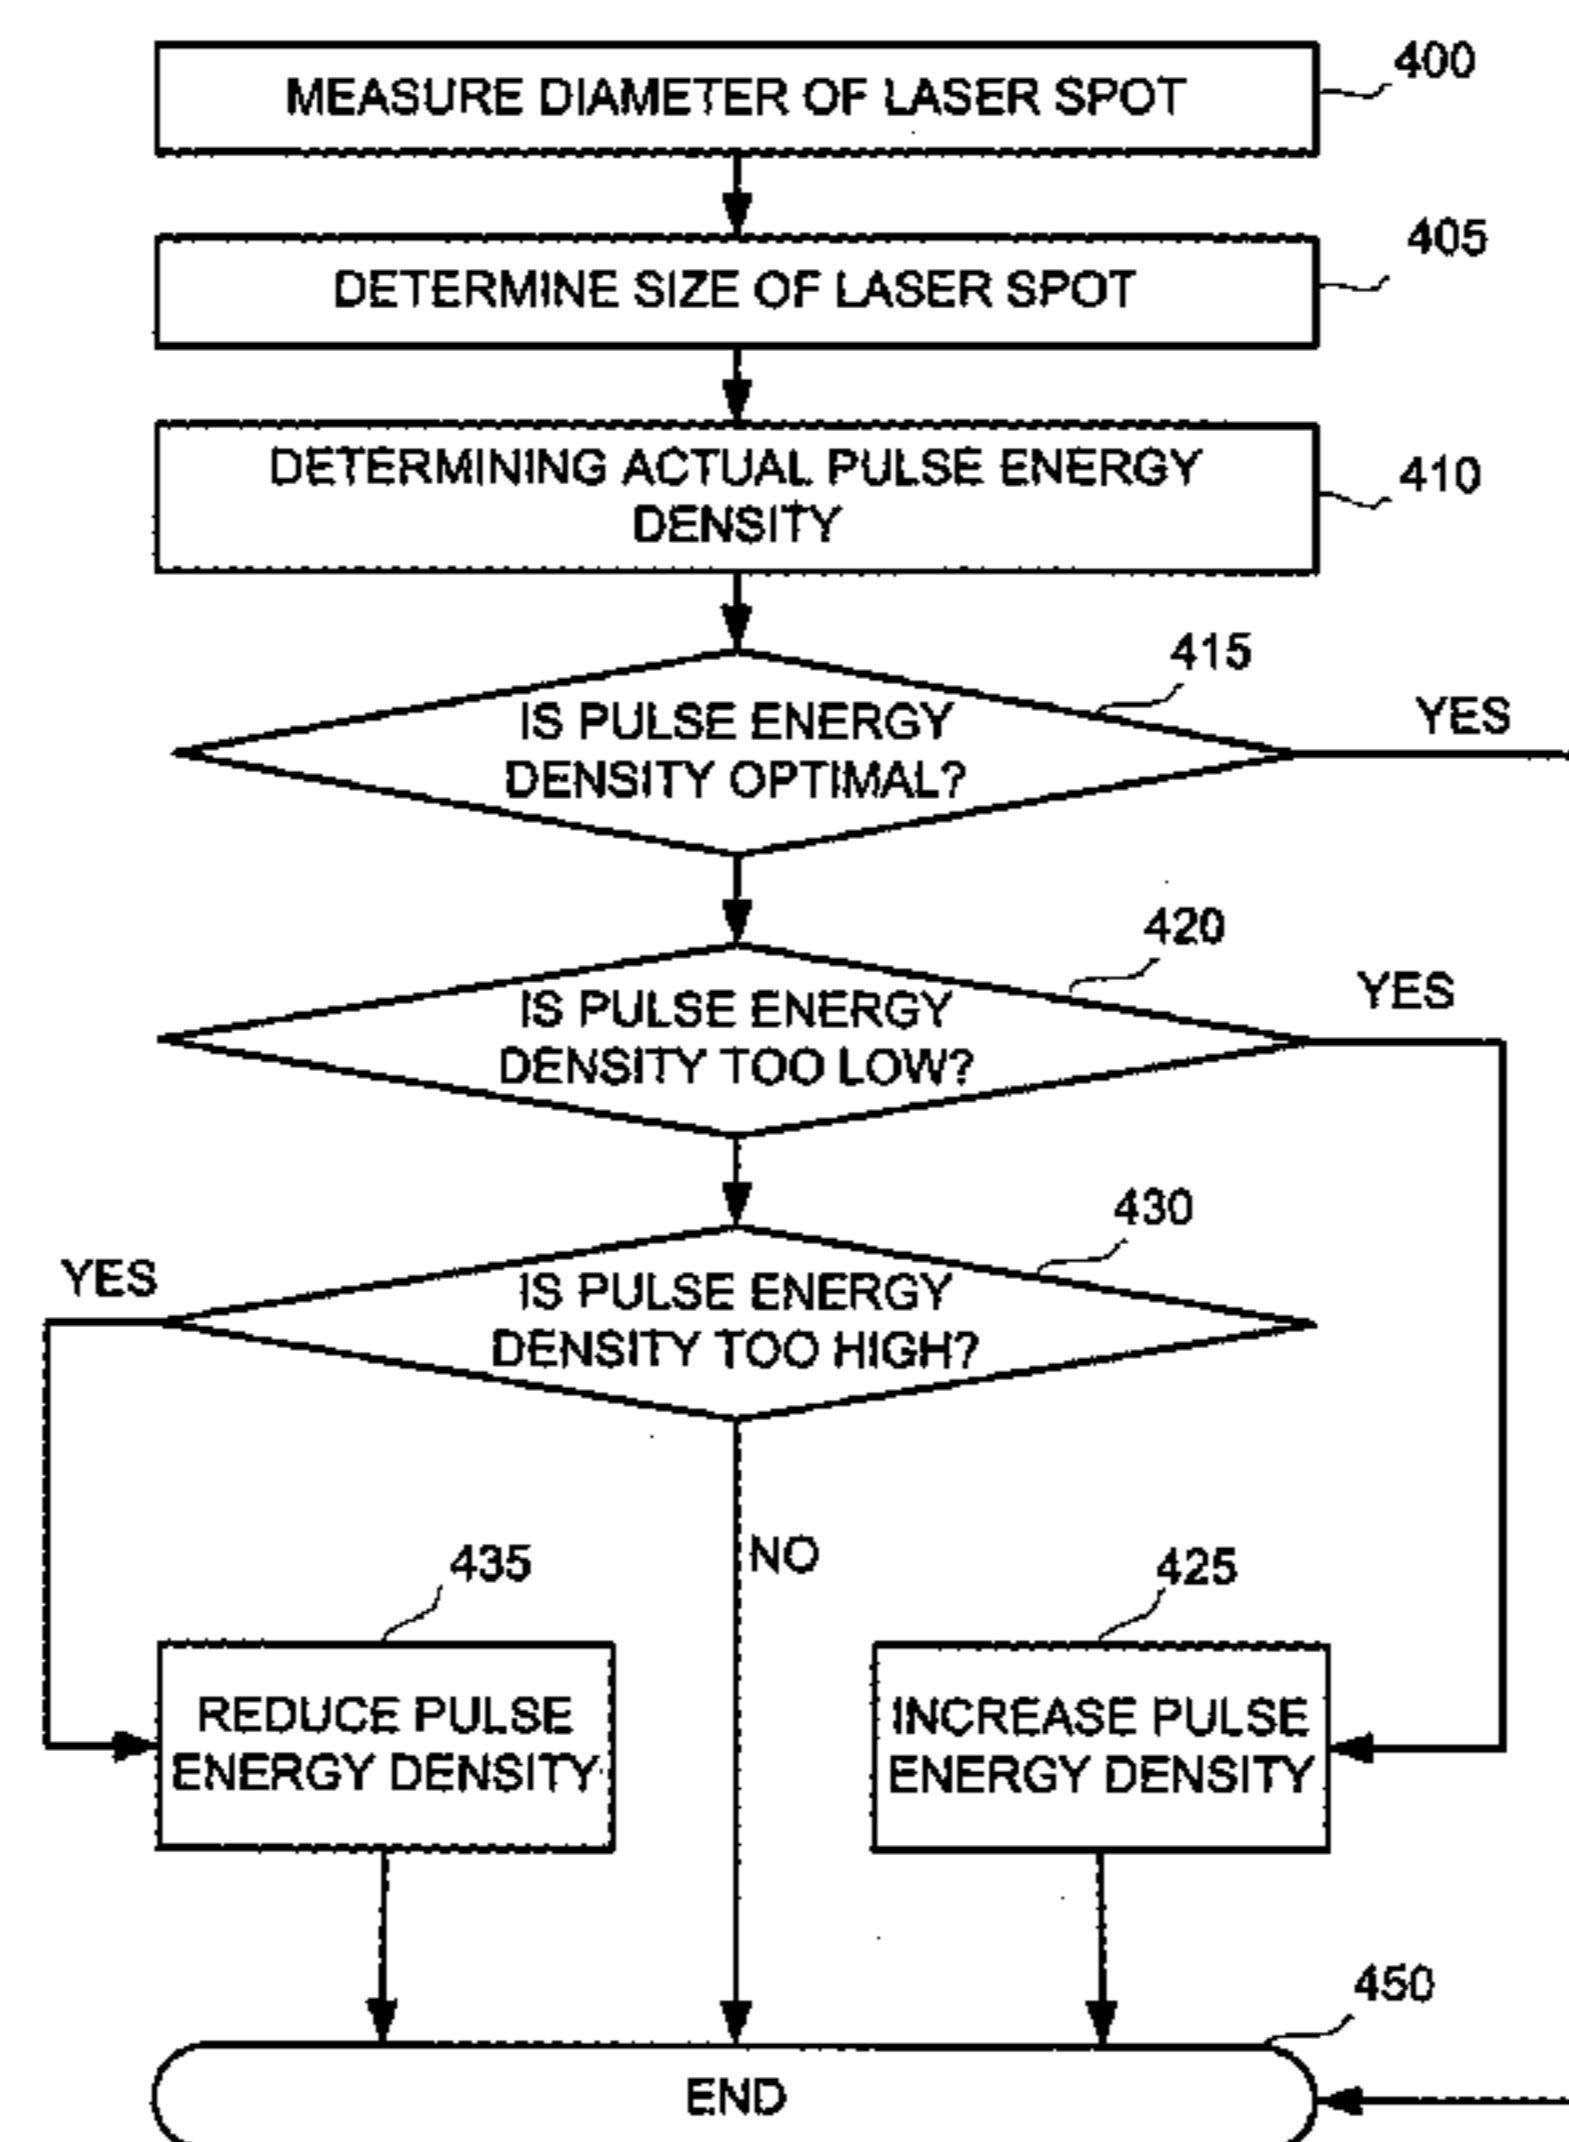 MEASURE DIAMETER OF LASER SPOT
400
DETERMINE SIZE OF LASER SPOT
405
DETERMINING ACTUAL PULSE ENERGY
DENSITY
410
IS PULSE ENERGY
DENSITY OPTIMAL?
415
YES
IS PULSE ENERGY
DENSITY TOO LOW?
420
YES
IS PULSE ENERGY
DENSITY TOO HIGH?
430
YES
NO
435
REDUCE PULSE
ENERGY DENSITY
425
INCREASE PULSE
ENERGY DENSITY
450
END